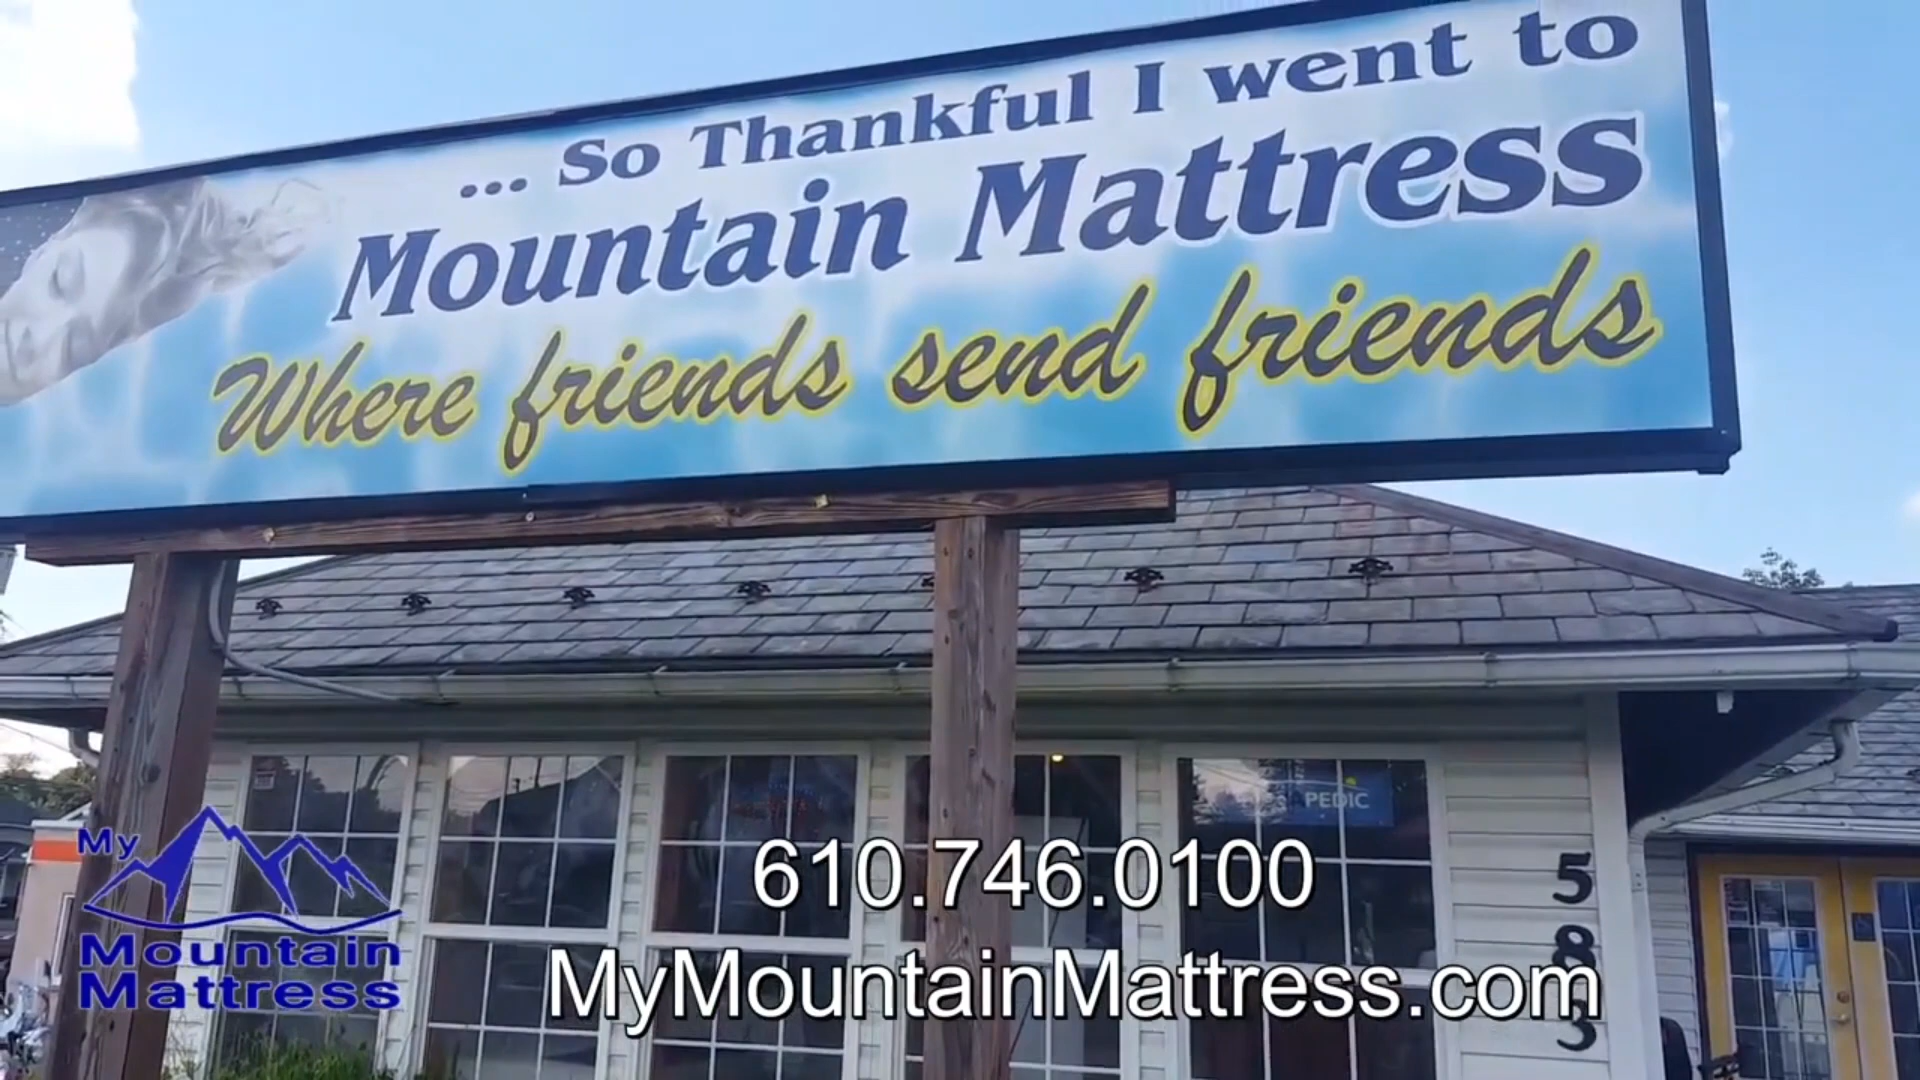 ... So Thankful I went to
Mountain Mattress
Where friends send friends
PEDIC
5
8
3
My
Mountain
Mattress
610.746.0100
MyMountainMattress.com